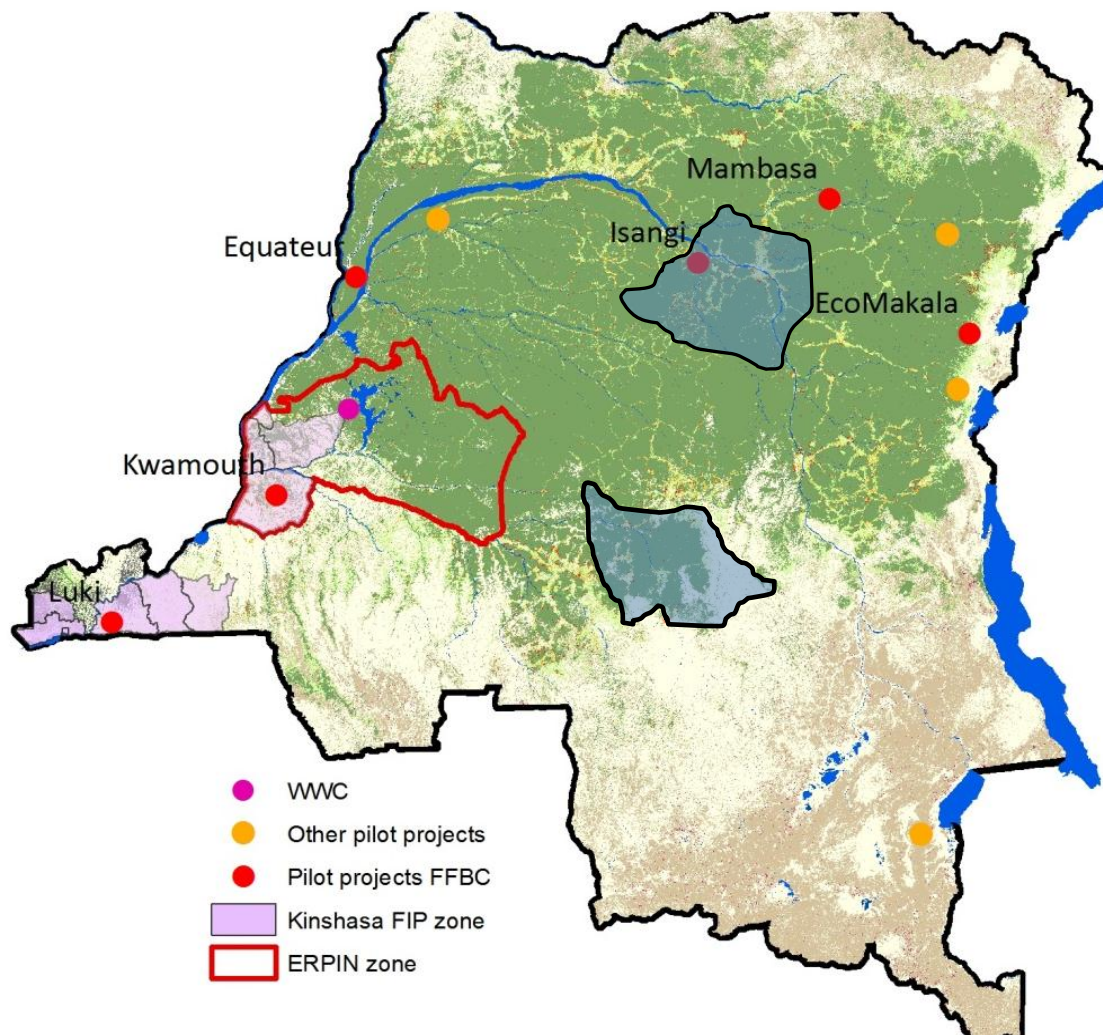 Mambasa
Isangi
Equateur
EcoMakala
Kwamouth
Luki
WWC
Other pilot projects
Pilot projects FFBC
Kinshasa FIP zone
ERPIN zone